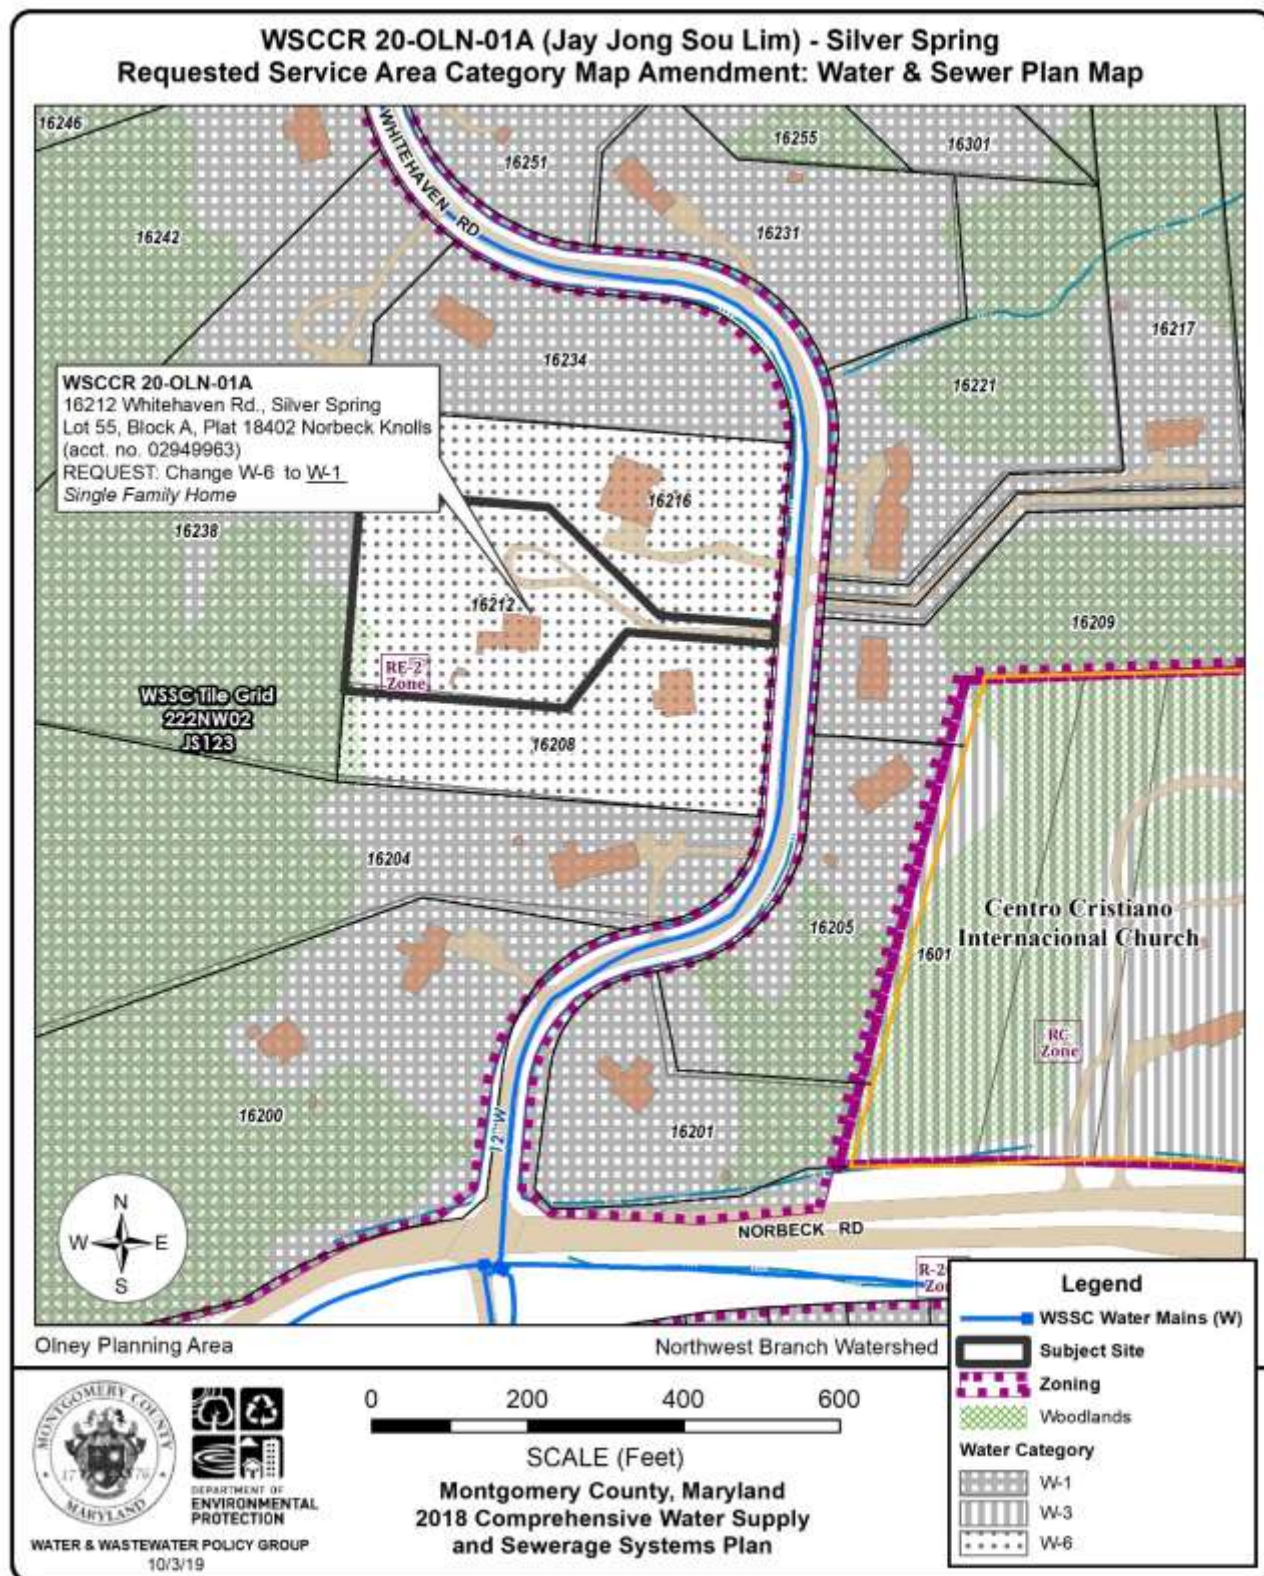 WSCCR 20-OLN-01A (Jay Jong Sou Lim) - Silver Spring
Requested Service Area Category Map Amendment: Water & Sewer Plan Map
16246
16251
16255
16301
WHITEHAVEN RD
16242
16231
16217
16234
16221
WSCCR 20-OLN-01A
16212 Whitehaven Rd., Silver Spring
Lot 55, Block A, Plat 18402 Norbeck Knolls
(acct. no. 02949963)
REQUEST: Change W-6 to W-1
Single Family Home
16216
16238
16212
16209
RE-2
Zone
WSSC Tile Grid
222NW02
JS123
16208
16204
16205
Centro Cristiano
Internacional Church
1601
RC
Zone
16200
12"W
16201
N
W E
S
NORBECK RD
Olney Planning Area
Northwest Branch Watershed
Legend
WSSC Water Mains (W)
Subject Site
Zoning
Woodlands
Water Category
W-1
W-3
W-6
MONTGOMERY COUNTY
17 76
MARYLAND
DEPARTMENT OF
ENVIRONMENTAL
PROTECTION
WATER & WASTEWATER POLICY GROUP
10/3/19
0 200 400 600
SCALE (Feet)
Montgomery County, Maryland
2018 Comprehensive Water Supply
and Sewerage Systems Plan